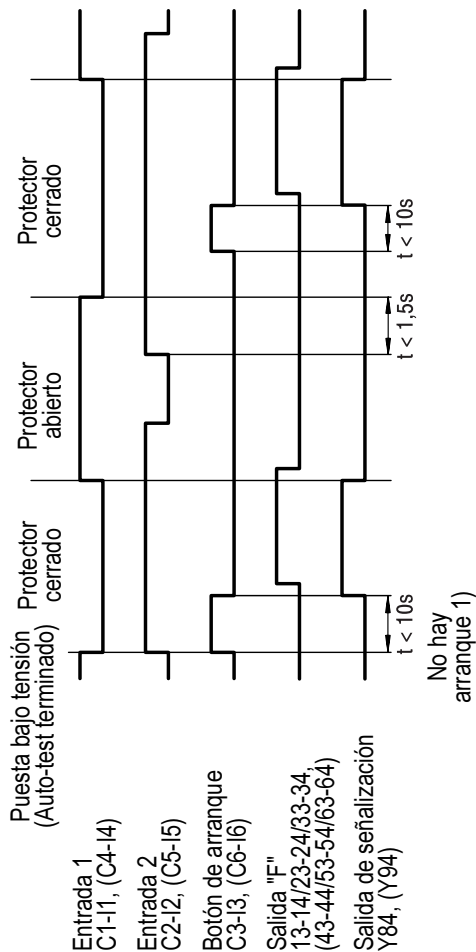 Puesta bajo tensión
(Auto-test terminado)
Protector
cerrado
Protector
abierto
Protector
cerrado
Entrada 1
C1-I1, (C4-I4)
Entrada 2
C2-I2, (C5-I5)
Botón de arranque
C3-I3, (C6-I6)
Salida "F"
13-14/23-24/33-34,
(43-44/53-54/63-64)
Salida de señalización
Y84, (Y94)
t < 10s
t < 1,5s
t < 10s
No hay
arranque 1)